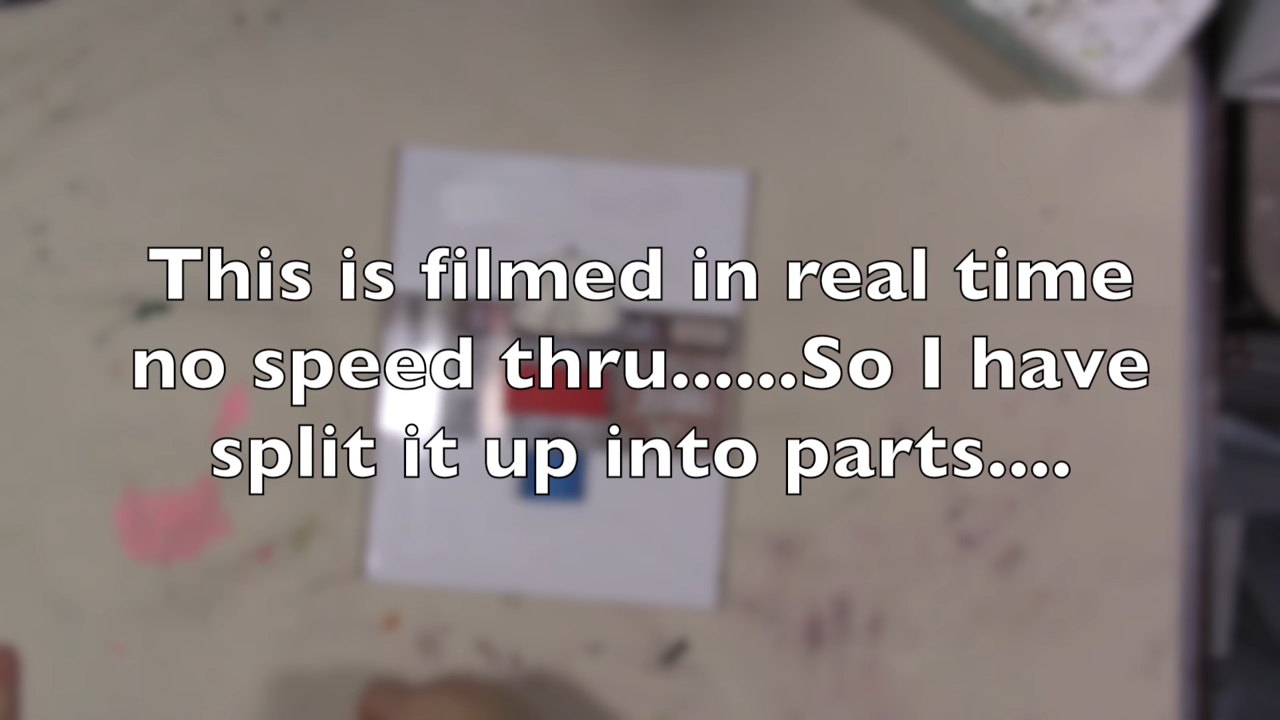 This is filmed in real time
no speed thru......So I have
split it up into parts....